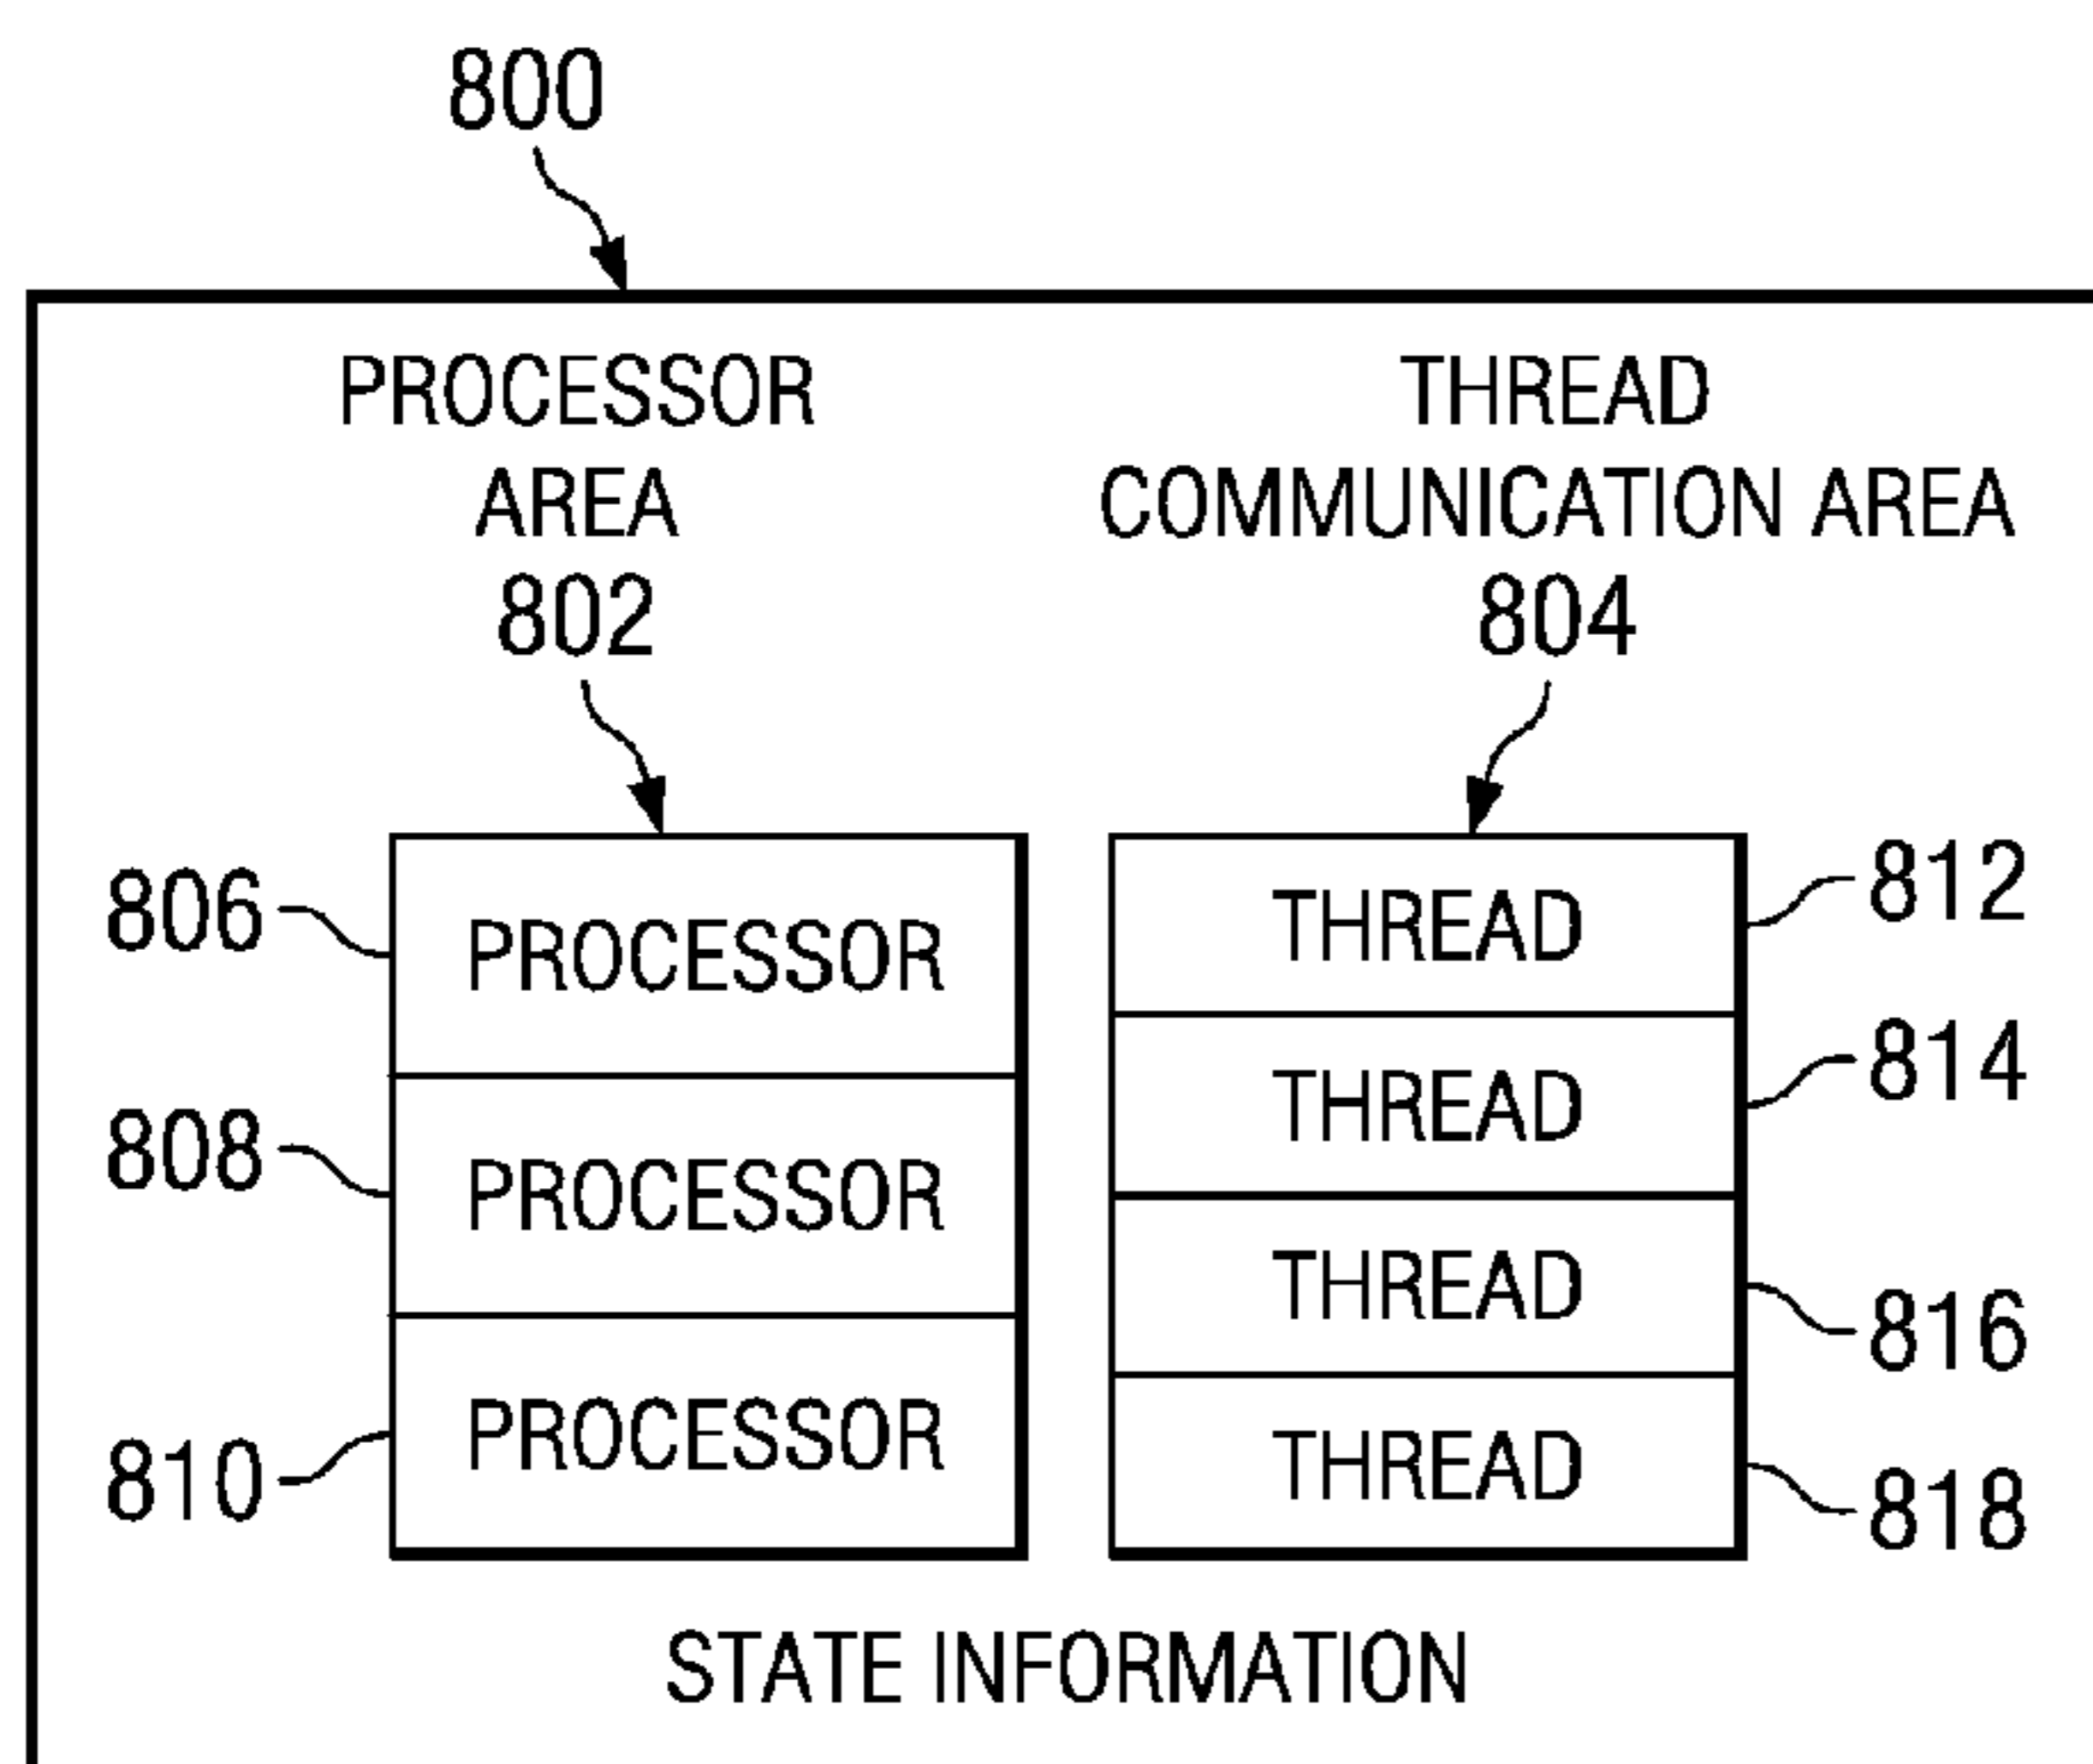 800
PROCESSOR
AREA
802
THREAD
COMMUNICATION AREA
804
806
PROCESSOR
808
PROCESSOR
810
PROCESSOR
THREAD
812
THREAD
814
THREAD
816
THREAD
818
STATE INFORMATION